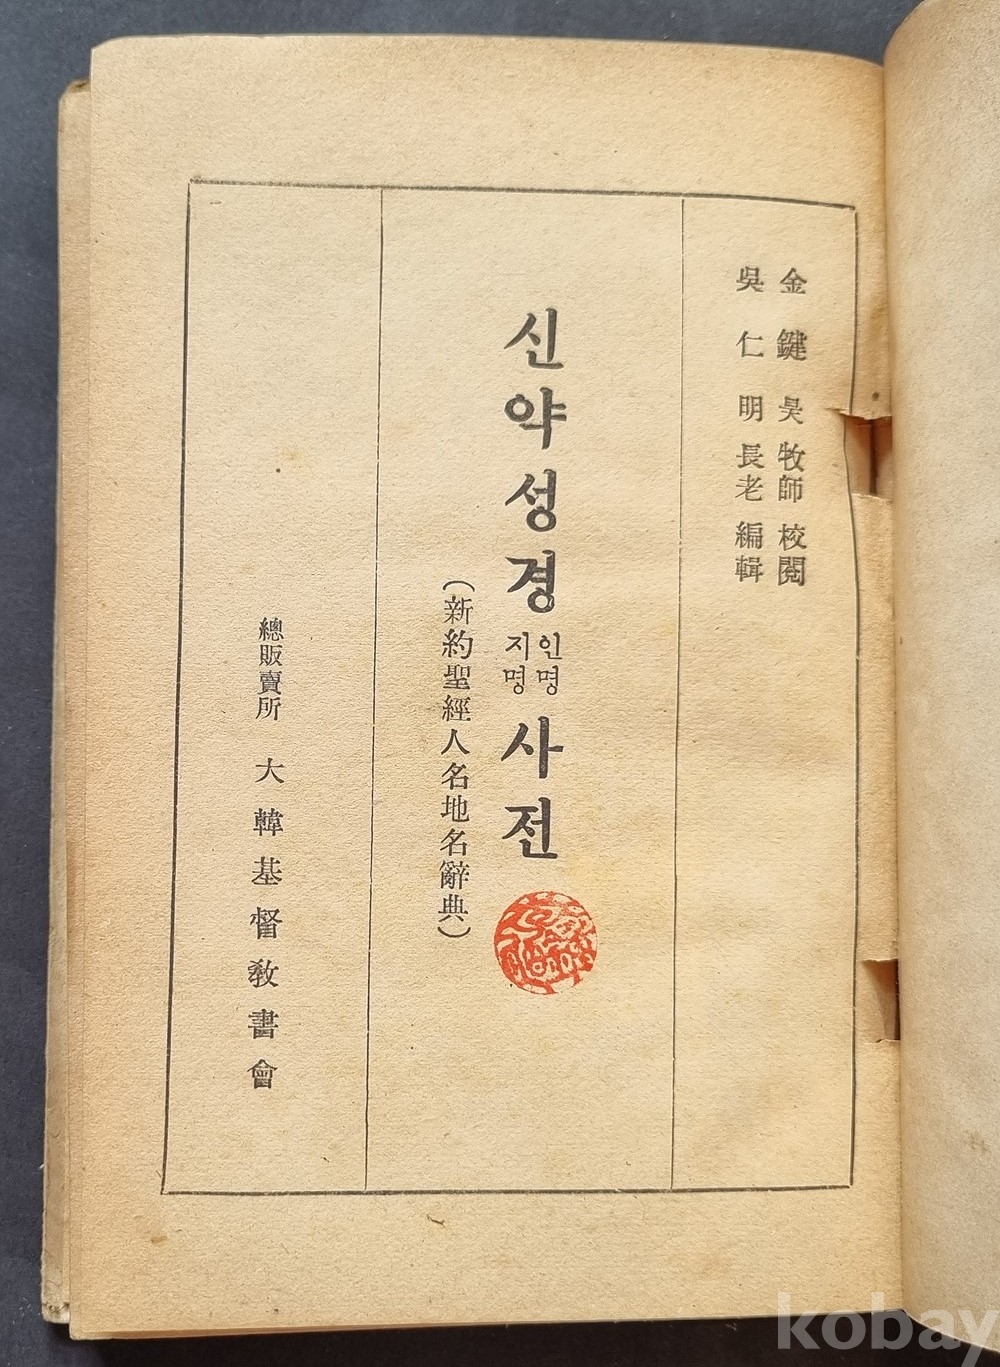 金鍵昊牧師校閱
吳仁明長老編輯
신약성경인명지명사전
(新約聖經人名地名辭典)
總販賣所 大韓基督敎書會
kobay